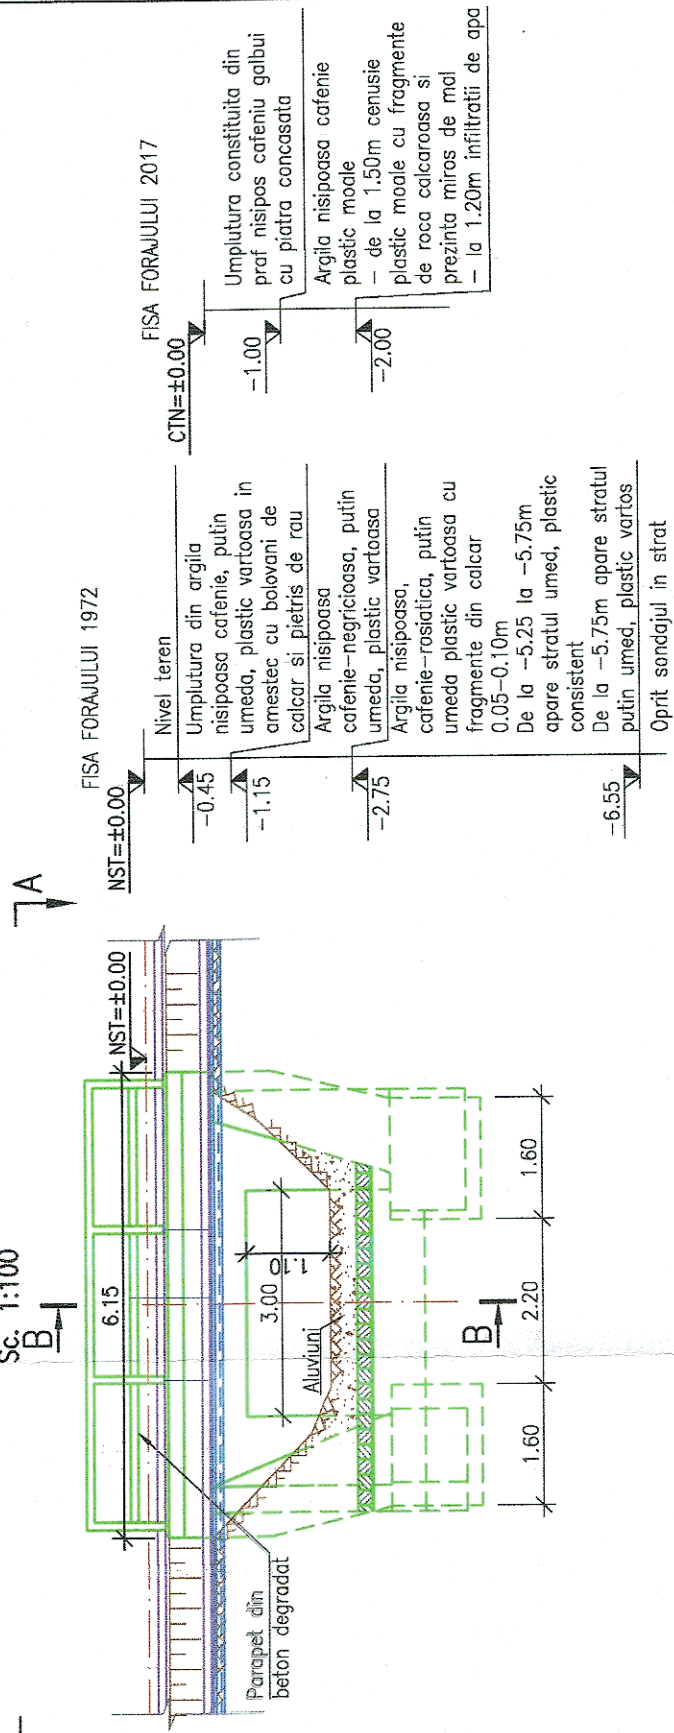 Sc. 1:100
B
A
6.15
NST=±0.00
3.00
1.10
Aluviuni
Parapet din
beton degradat
B
1.60
2.20
1.60
FISA FORAJULUI 1972
NST=±0.00
Nivel teren
-0.45
Umplutura din argila
nisipoasa cafenie, putin
umeda, plastic vartoasa in
amestec cu bolovani de
calcar si pietris de rau
-1.15
Argila nisipoasa
cafenie-negricioasa, putin
umeda, plastic vartoasa
-2.75
Argila nisipoasa,
cafenie-rosiatica, putin
umeda plastic vartoasa cu
fragmente din calcar
0.05-0.10m
De la -5.25 la -5.75m
apare stratul umed, plastic
consistent
De la -5.75m apare stratul
putin umed, plastic vartos
-6.55
Oprit sondajul in strat
FISA FORAJULUI 2017
CTN=±0.00
Umplutura constituita din
praf nisipos cafeniu galbui
cu piatra concasata
-1.00
Argila nisipoasa cafenie
plastic moale
- de la 1.50m cenusie
plastic moale cu fragmente
de roca calcaroasa si
prezinta miros de mal
- la 1.20m infiltratii de apa
-2.00